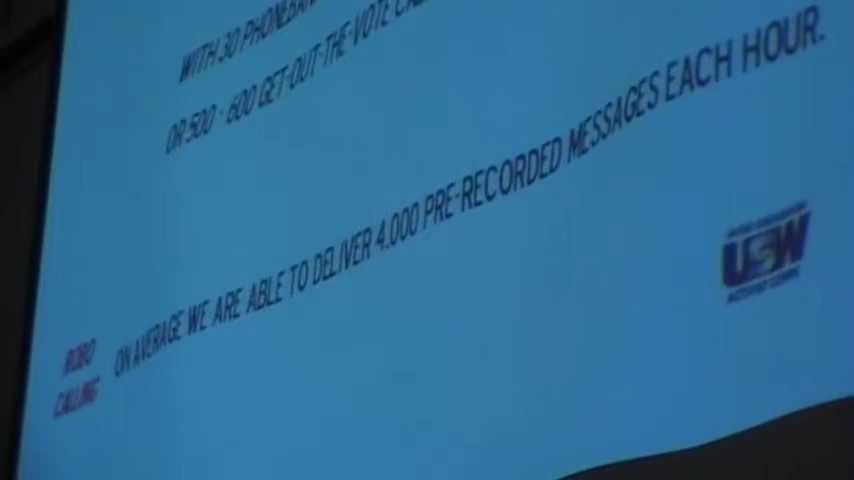 WITH 30
OR 500 - 600 GET-OUT-THE-VOTE
ROBO
CALLING
ON AVERAGE WE ARE ABLE TO DELIVER 4,000 PRE-RECORDED MESSAGES EACH HOUR.
USW